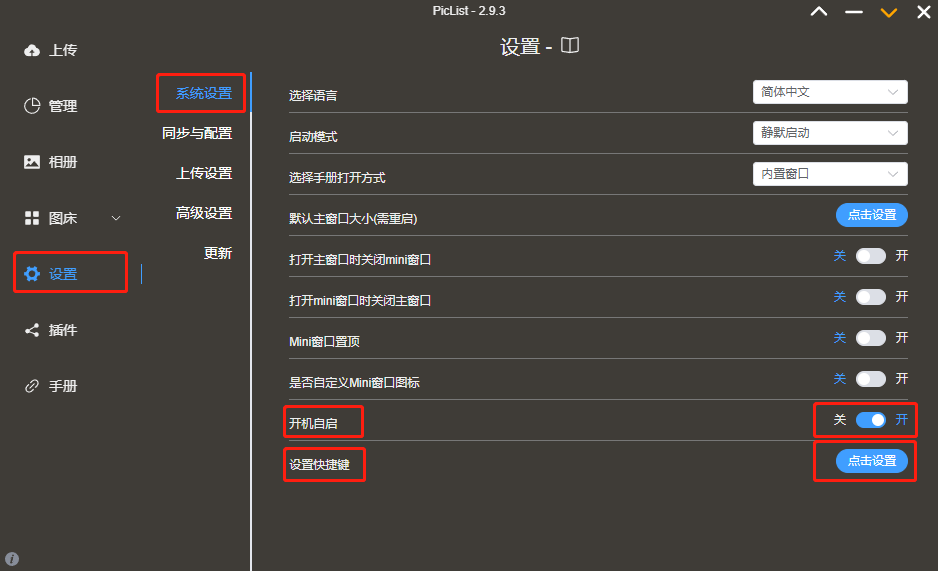 PicList - 2.9.3
设置 -
上传
管理
相册
图床
设置
插件
手册
系统设置
同步与配置
上传设置
高级设置
更新
选择语言 简体中文
启动模式 静默启动
选择手册打开方式 内置窗口
默认主窗口大小(需重启) 点击设置
打开主窗口时关闭mini窗口 关 开
打开mini窗口时关闭主窗口 关 开
Mini窗口置顶 关 开
是否自定义Mini窗口图标 关 开
开机自启 关 开
设置快捷键 点击设置